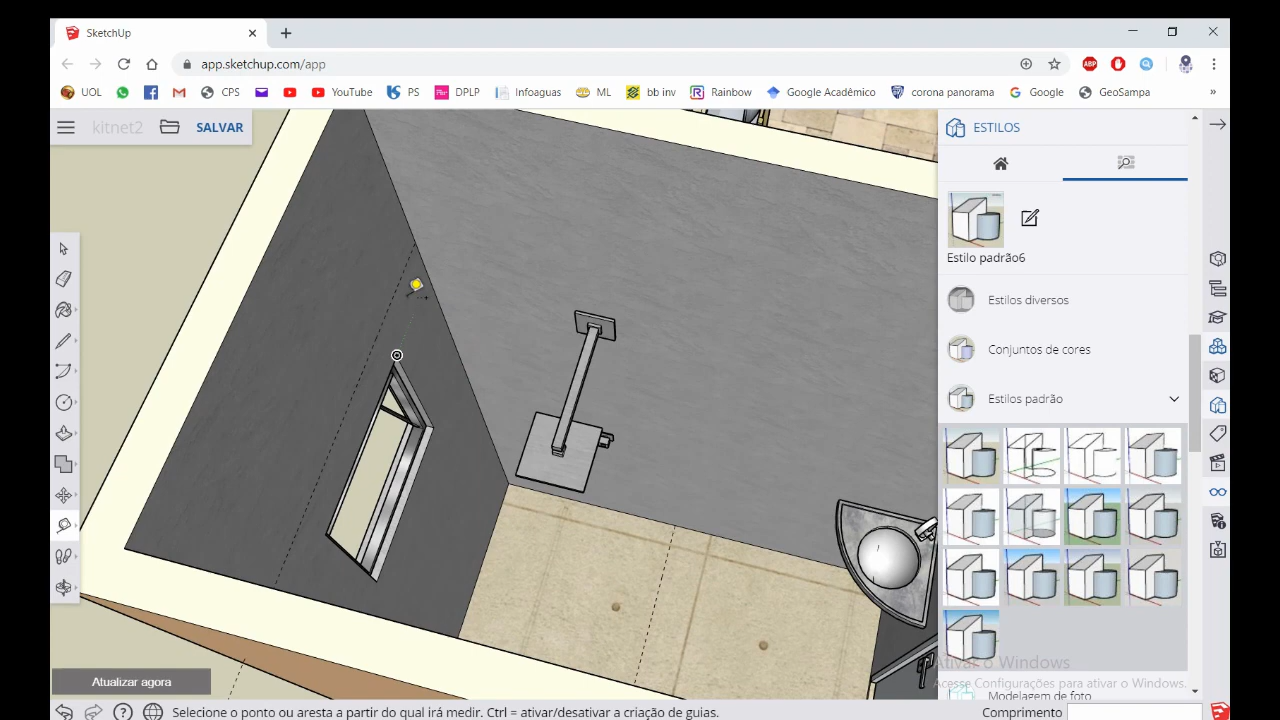 SketchUp
app.sketchup.com/app
ABP
UOL CPS YouTube PS DPLP Infoaguas ML bb inv Rainbow Google Acadêmico corona panorama Google GeoSampa »
kitnet2 SALVAR
ESTILOS
Estilo padrão6
Estilos diversos
Conjuntos de cores
Estilos padrão
Modelagem de foto
Ativar o Windows
Acesse Configurações para ativar o Windows.
Atualizar agora
Selecione o ponto ou aresta a partir do qual irá medir. Ctrl = ativar/desativar a criação de guias.
Comprimento